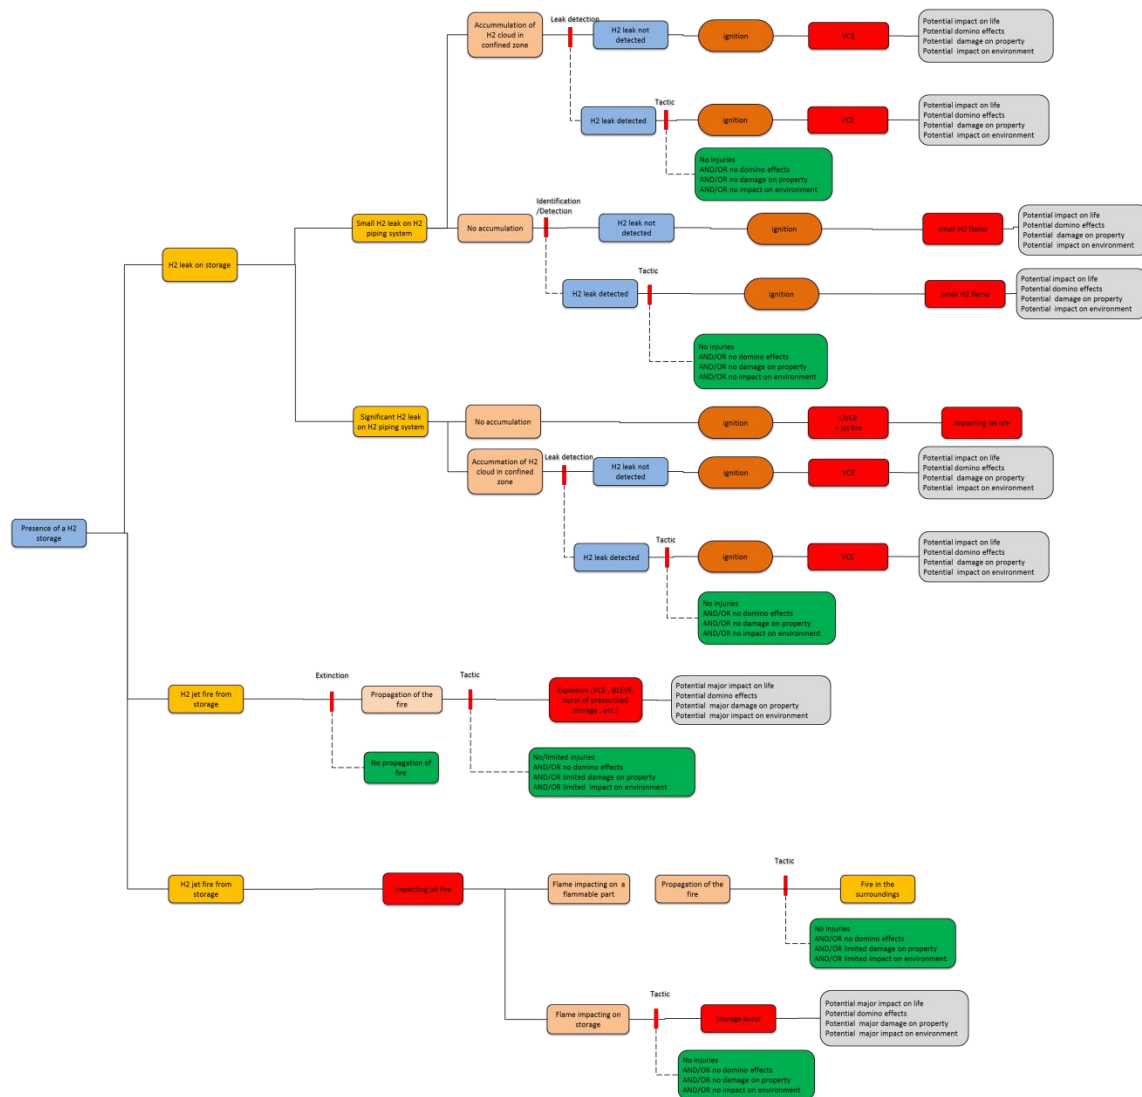 Accummulation of
H2 cloud in
confined zone
Leak detection
H2 leak not
detected
ignition
VCE
Potential impact on life
Potential domino effects
Potential damage on property
Potential impact on environment
H2 leak detected
Tactic
ignition
VCE
Potential impact on life
Potential domino effects
Potential damage on property
Potential impact on environment
No injuries
AND/OR no domino effects
AND/OR no damage on property
AND/OR no impact on environment
Small H2 leak on H2
piping system
No accumulation
Identification
/Detection
H2 leak not
detected
ignition
small H2 flame
Potential impact on life
Potential domino effects
Potential damage on property
Potential impact on environment
H2 leak on storage
H2 leak detected
Tactic
ignition
small H2 flame
Potential impact on life
Potential domino effects
Potential damage on property
Potential impact on environment
No injuries
AND/OR no domino effects
AND/OR no damage on property
AND/OR no impact on environment
Significant H2 leak
on H2 piping system
No accumulation
ignition
UVCE
+ jet fire
Impacting jet fire
Accummation of H2
cloud in confined
zone
Leak detection
H2 leak not
detected
ignition
VCE
Potential impact on life
Potential domino effects
Potential damage on property
Potential impact on environment
Presence of a H2
storage
H2 leak detected
Tactic
ignition
VCE
Potential impact on life
Potential domino effects
Potential damage on property
Potential impact on environment
No injuries
AND/OR no domino effects
AND/OR no damage on property
AND/OR no impact on environment
H2 jet fire from
storage
Extinction
Propagation of the
fire
Tactic
Explosion (VCE , BLEVE,
burst of pressurized
storage , etc.)
Potential major impact on life
Potential domino effects
Potential major damage on property
Potential major impact on environment
No propagation of
fire
No/limited injuries
AND/OR no domino effects
AND/OR limited damage on property
AND/OR limited impact on environment
H2 jet fire from
storage
Impacting jet fire
Flame impacting on a
flammable part
Propagation of the
fire
Tactic
Fire in the
surroundings
No injuries
AND/OR no domino effects
AND/OR limited damage on property
AND/OR limited impact on environment
Flame impacting on
storage
Tactic
Storage burst
Potential major impact on life
Potential domino effects
Potential major damage on property
Potential major impact on environment
No injuries
AND/OR no domino effects
AND/OR no damage on property
AND/OR no impact on environment